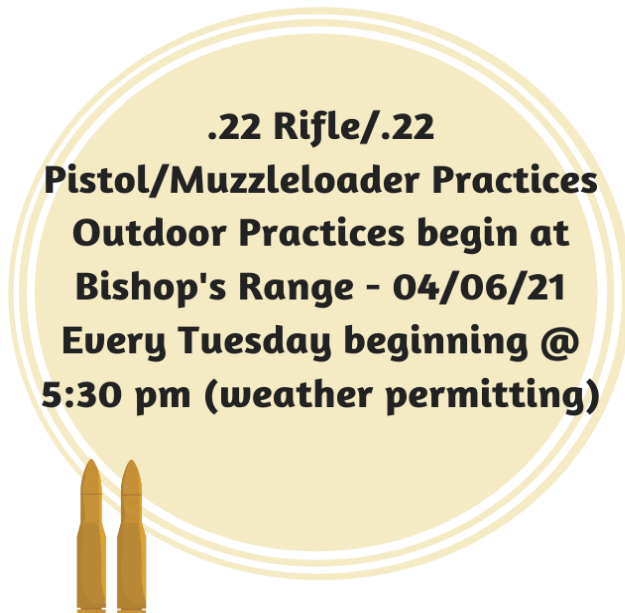 .22 Rifle/.22
Pistol/Muzzleloader Practices
Outdoor Practices begin at
Bishop's Range - 04/06/21
Every Tuesday beginning @
5:30 pm (weather permitting)